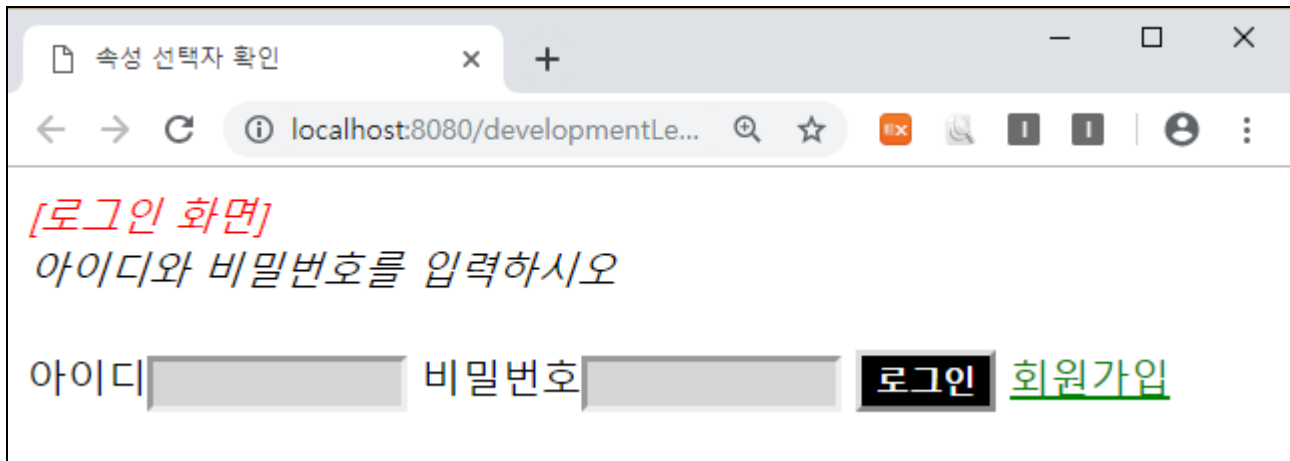 속성 선택자 확인
localhost:8080/developmentLe...
[로그인 화면]
아이디와 비밀번호를 입력하시오
아이디 비밀번호 로그인 회원가입